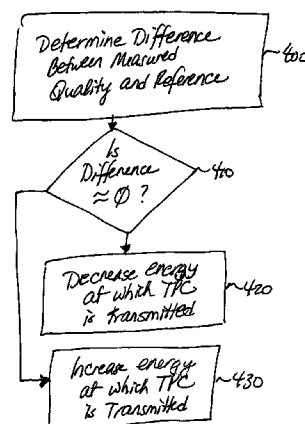 Determine Difference
Between Measured
Quality and Reference
400
Is
Difference
≈ Ø ?
410
Decrease energy
at which TPC
is Transmitted
420
Increase energy
at which TPC
is Transmitted
430